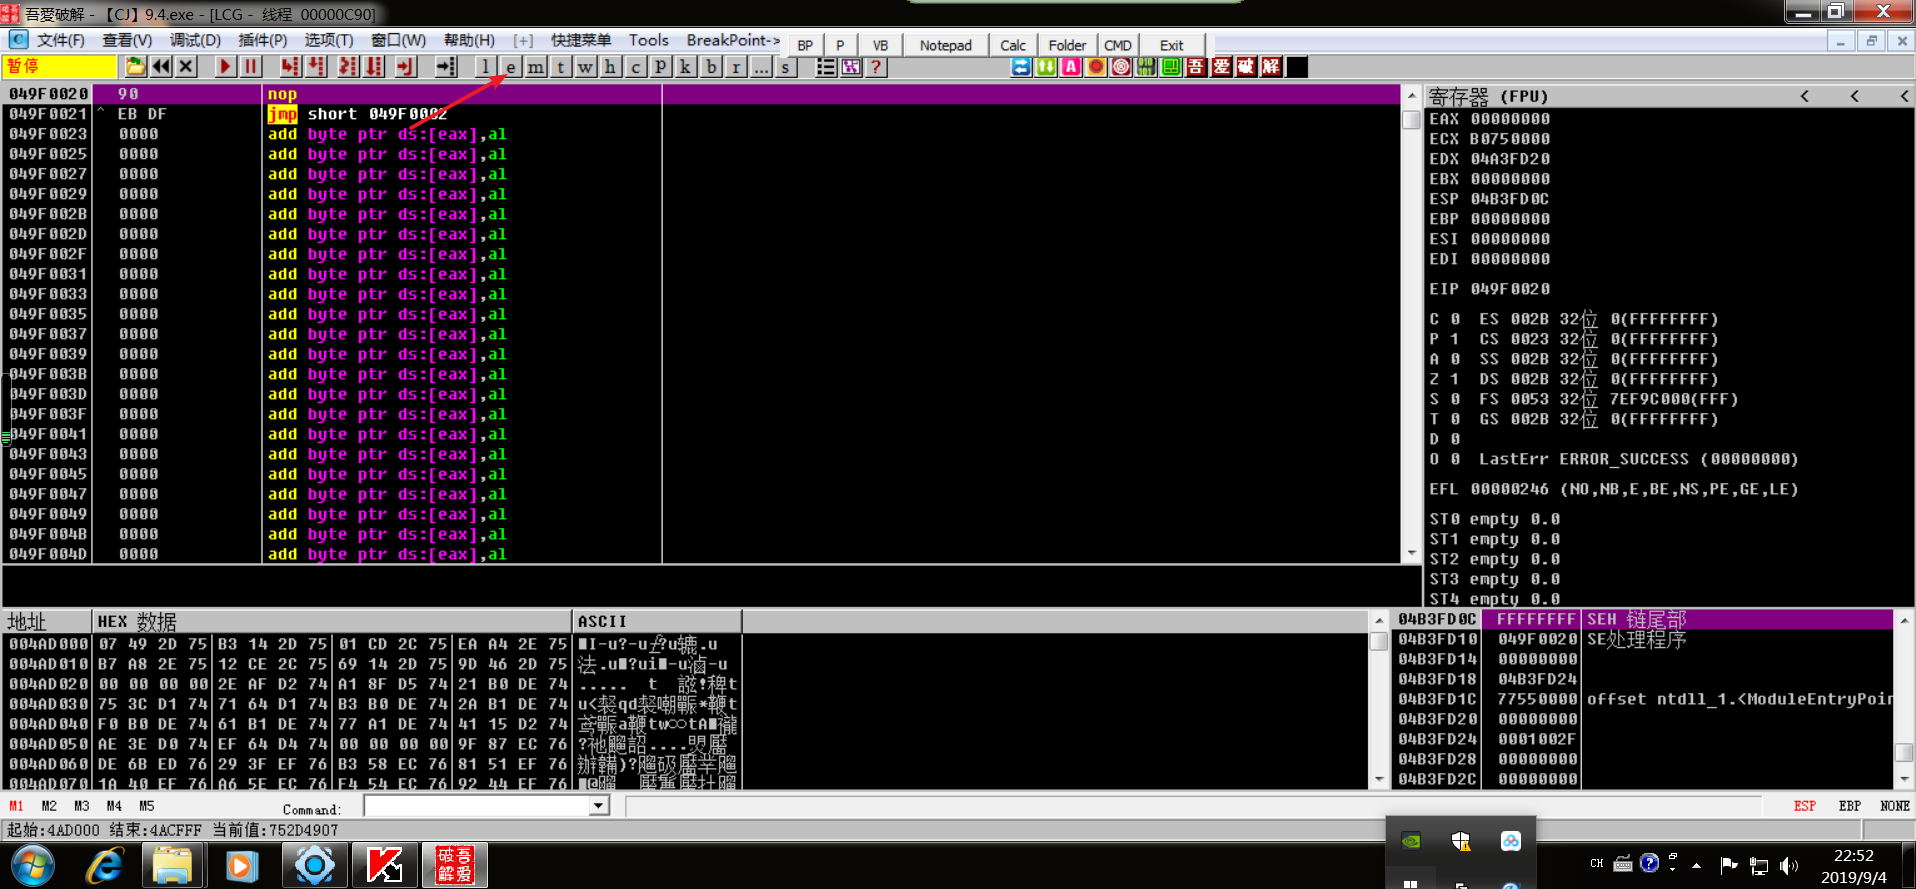 吾愛破解 - 【CJ】9.4.exe - [LCG - 线程 00000C90]
文件(F) 查看(V) 调试(D) 插件(P) 选项(T) 窗口(W) 帮助(H) [+] 快捷菜单 Tools BreakPoint->
BP P VB Notepad Calc Folder CMD Exit
暂停
l e m t w h c p k b r ... s
吾 爱 破 解
049F0020 90 nop
049F0021 ^ EB DF jmp short 049F0002
049F0023 0000 add byte ptr ds:[eax],al
049F0025 0000 add byte ptr ds:[eax],al
049F0027 0000 add byte ptr ds:[eax],al
049F0029 0000 add byte ptr ds:[eax],al
049F002B 0000 add byte ptr ds:[eax],al
049F002D 0000 add byte ptr ds:[eax],al
049F002F 0000 add byte ptr ds:[eax],al
049F0031 0000 add byte ptr ds:[eax],al
049F0033 0000 add byte ptr ds:[eax],al
049F0035 0000 add byte ptr ds:[eax],al
049F0037 0000 add byte ptr ds:[eax],al
049F0039 0000 add byte ptr ds:[eax],al
049F003B 0000 add byte ptr ds:[eax],al
049F003D 0000 add byte ptr ds:[eax],al
049F003F 0000 add byte ptr ds:[eax],al
049F0041 0000 add byte ptr ds:[eax],al
049F0043 0000 add byte ptr ds:[eax],al
049F0045 0000 add byte ptr ds:[eax],al
049F0047 0000 add byte ptr ds:[eax],al
049F0049 0000 add byte ptr ds:[eax],al
049F004B 0000 add byte ptr ds:[eax],al
049F004D 0000 add byte ptr ds:[eax],al
寄存器 (FPU) < < <
EAX 00000000
ECX B0750000
EDX 04A3FD20
EBX 00000000
ESP 04B3FD0C
EBP 00000000
ESI 00000000
EDI 00000000
EIP 049F0020
C 0 ES 002B 32位 0(FFFFFFFF)
P 1 CS 0023 32位 0(FFFFFFFF)
A 0 SS 002B 32位 0(FFFFFFFF)
Z 1 DS 002B 32位 0(FFFFFFFF)
S 0 FS 0053 32位 7EF9C000(FFF)
T 0 GS 002B 32位 0(FFFFFFFF)
D 0
O 0 LastErr ERROR_SUCCESS (00000000)
EFL 00000246 (NO,NB,E,BE,NS,PE,GE,LE)
ST0 empty 0.0
ST1 empty 0.0
ST2 empty 0.0
ST3 empty 0.0
ST4 empty 0.0
地址 HEX 数据 ASCII
004AD000 07 49 2D 75 B3 14 2D 75 01 CD 2C 75 EA A4 2E 75
004AD010 B7 A8 2E 75 12 CE 2C 75 69 14 2D 75 9D 46 2D 75
004AD020 00 00 00 00 2E AF D2 74 A1 8F D5 74 21 B0 DE 74
004AD030 75 3C D1 74 71 64 D1 74 B3 B0 DE 74 2A B1 DE 74
004AD040 F0 B0 DE 74 61 B1 DE 74 77 A1 DE 74 41 15 D2 74
004AD050 AE 3E D0 74 EF 64 D4 74 00 00 00 00 9F 87 EC 76
004AD060 DE 6B ED 76 29 3F EF 76 B3 58 EC 76 81 51 EF 76
004AD070 1A 40 EF 76 A6 5E EC 76 F4 54 EC 76 92 44 EF 76
04B3FD0C FFFFFFFF SEH 链尾部
04B3FD10 049F0020 SE处理程序
04B3FD14 00000000
04B3FD18 04B3FD24
04B3FD1C 77550000 offset ntdll_1.<ModuleEntryPoin
04B3FD20 00000000
04B3FD24 0001002F
04B3FD28 00000000
04B3FD2C 00000000
M1 M2 M3 M4 M5 Command: ESP EBP NONE
起始:4AD000 结束:4ACFFF 当前值:752D4907
CH
22:52
2019/9/4